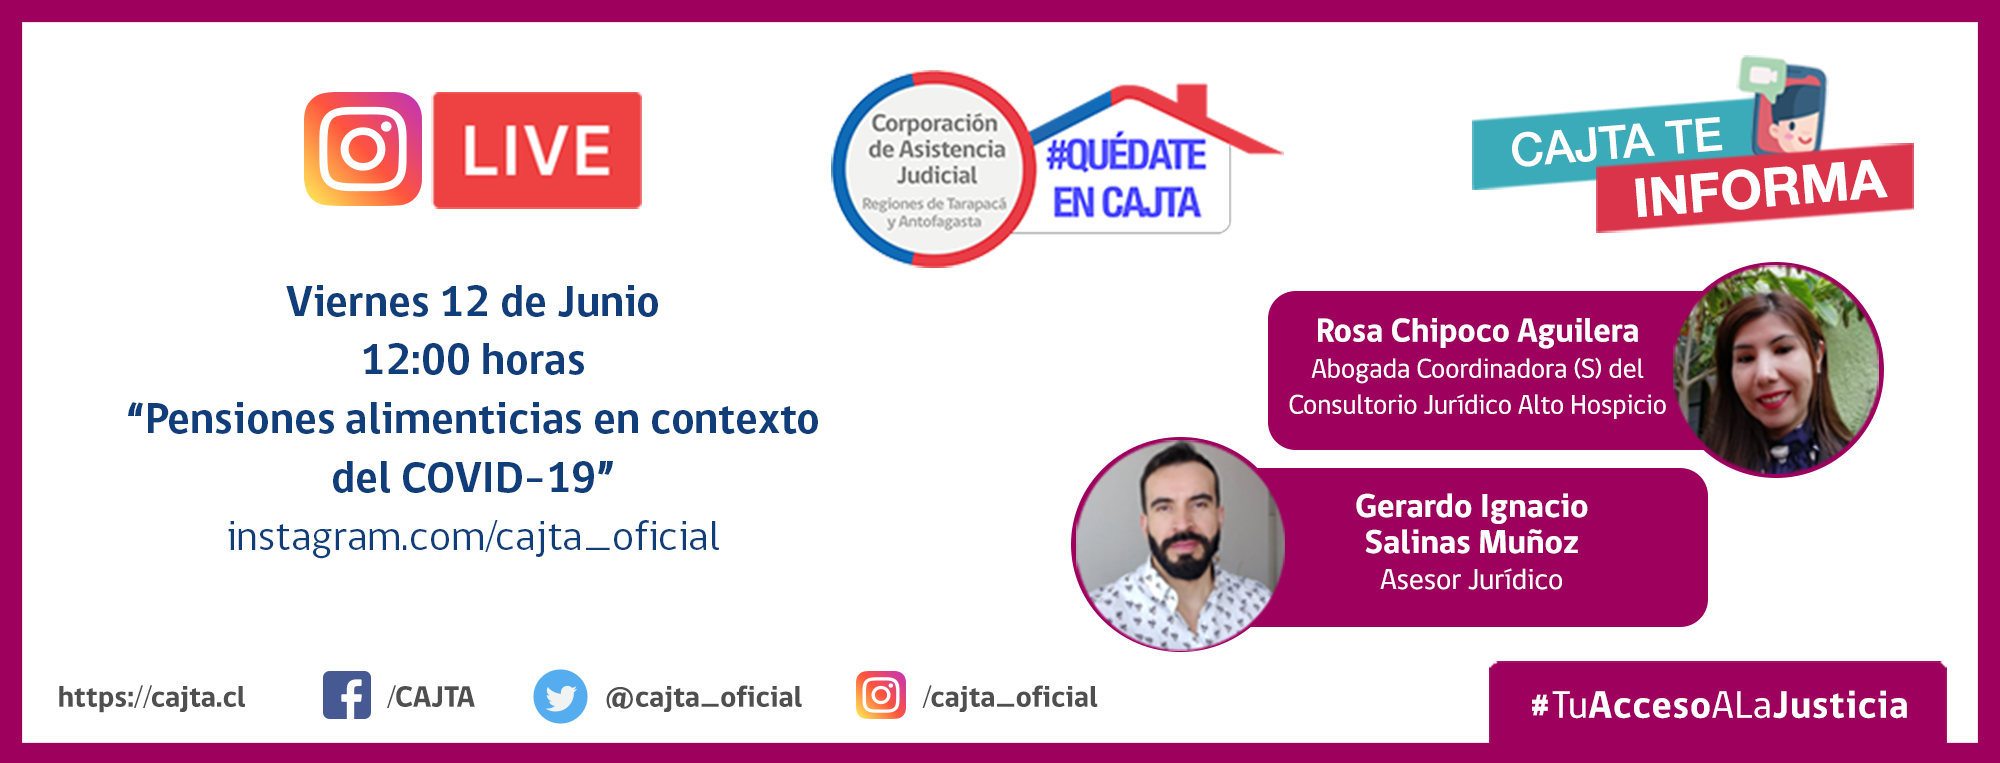 LIVE
Corporación
de Asistencia
Judicial
Regiones de Tarapacá
y Antofagasta
#QUÉDATE
EN CAJTA
CAJTA TE
INFORMA
Viernes 12 de Junio
12:00 horas
“Pensiones alimenticias en contexto
del COVID-19”
instagram.com/cajta_oficial
Rosa Chipoco Aguilera
Abogada Coordinadora (S) del
Consultorio Jurídico Alto Hospicio
Gerardo Ignacio
Salinas Muñoz
Asesor Jurídico
https://cajta.cl
/CAJTA
@cajta_oficial
/cajta_oficial
#TuAccesoALaJusticia